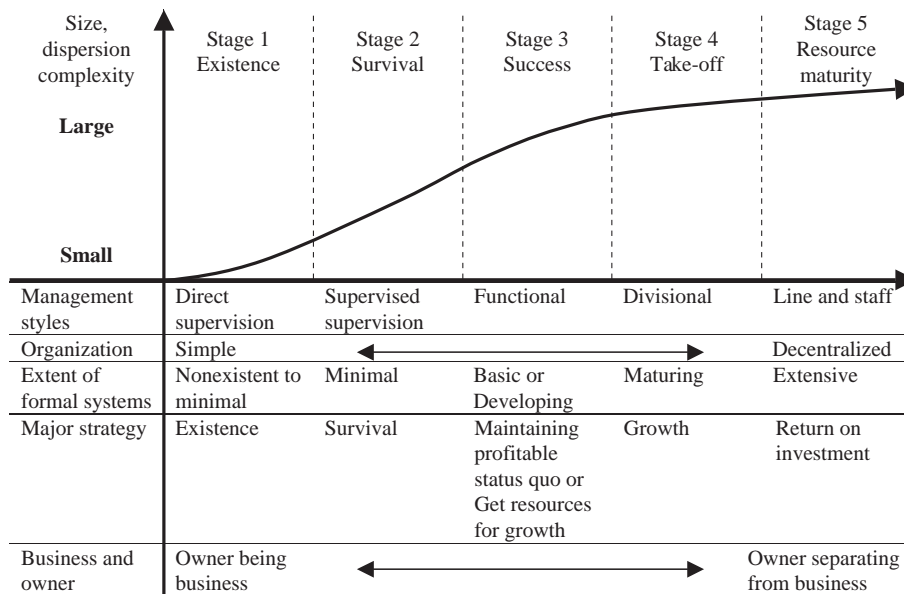 Size,
dispersion
complexity
Stage 1
Existence
Stage 2
Survival
Stage 3
Success
Stage 4
Take-off
Stage 5
Resource
maturity
Large
Small
Management
styles
Direct
supervision
Supervised
supervision
Functional
Divisional
Line and staff
Organization
Simple
Decentralized
Extent of
formal systems
Nonexistent to
minimal
Minimal
Basic or
Developing
Maturing
Extensive
Major strategy
Existence
Survival
Maintaining
profitable
status quo or
Get resources
for growth
Growth
Return on
investment
Business and
owner
Owner being
business
Owner separating
from business